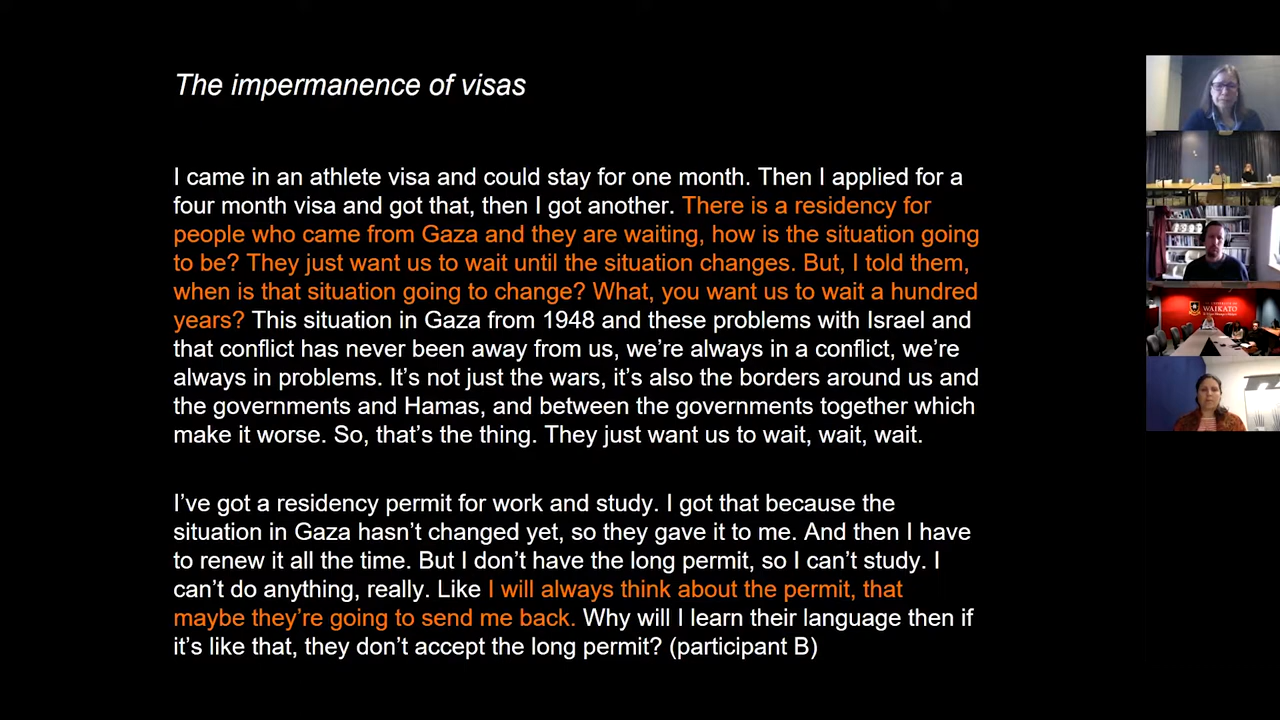 The impermanence of visas
I came in an athlete visa and could stay for one month. Then I applied for a
four month visa and got that, then I got another. There is a residency for
people who came from Gaza and they are waiting, how is the situation going
to be? They just want us to wait until the situation changes. But, I told them,
when is that situation going to change? What, you want us to wait a hundred
years? This situation in Gaza from 1948 and these problems with Israel and
that conflict has never been away from us, we’re always in a conflict, we’re
always in problems. It’s not just the wars, it’s also the borders around us and
the governments and Hamas, and between the governments together which
make it worse. So, that’s the thing. They just want us to wait, wait, wait.
I’ve got a residency permit for work and study. I got that because the
situation in Gaza hasn’t changed yet, so they gave it to me. And then I have
to renew it all the time. But I don’t have the long permit, so I can’t study. I
can’t do anything, really. Like I will always think about the permit, that
maybe they’re going to send me back. Why will I learn their language then if
it’s like that, they don’t accept the long permit? (participant B)
WAIKATO